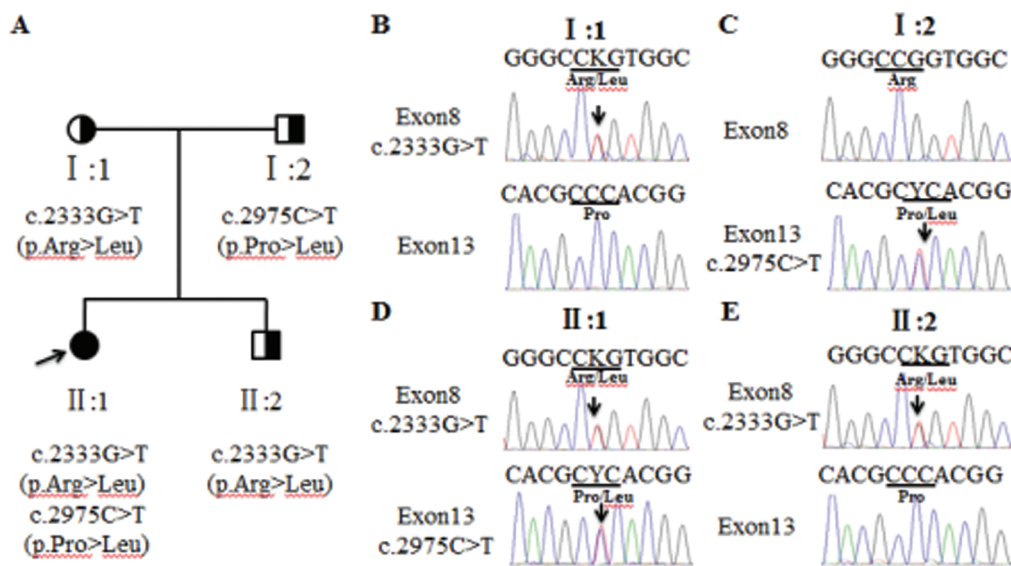 A
Ⅰ:1
Ⅰ:2
c.2333G>T
(p.Arg>Leu)
c.2975C>T
(p.Pro>Leu)
Ⅱ:1
Ⅱ:2
c.2333G>T
(p.Arg>Leu)
c.2975C>T
(p.Pro>Leu)
c.2333G>T
(p.Arg>Leu)
B
Ⅰ:1
GGGCCKGTGGC
Arg/Leu
Exon8
c.2333G>T
CACGCCCACGG
Pro
Exon13
C
Ⅰ:2
GGGCCGGTGGC
Arg
Exon8
CACGCYCACGG
Pro/Leu
Exon13
c.2975C>T
D
Ⅱ:1
GGGCCKGTGGC
Arg/Leu
Exon8
c.2333G>T
CACGCYCACGG
Pro/Leu
Exon13
c.2975C>T
E
Ⅱ:2
GGGCCKGTGGC
Arg/Leu
Exon8
c.2333G>T
CACGCCCACGG
Pro
Exon13